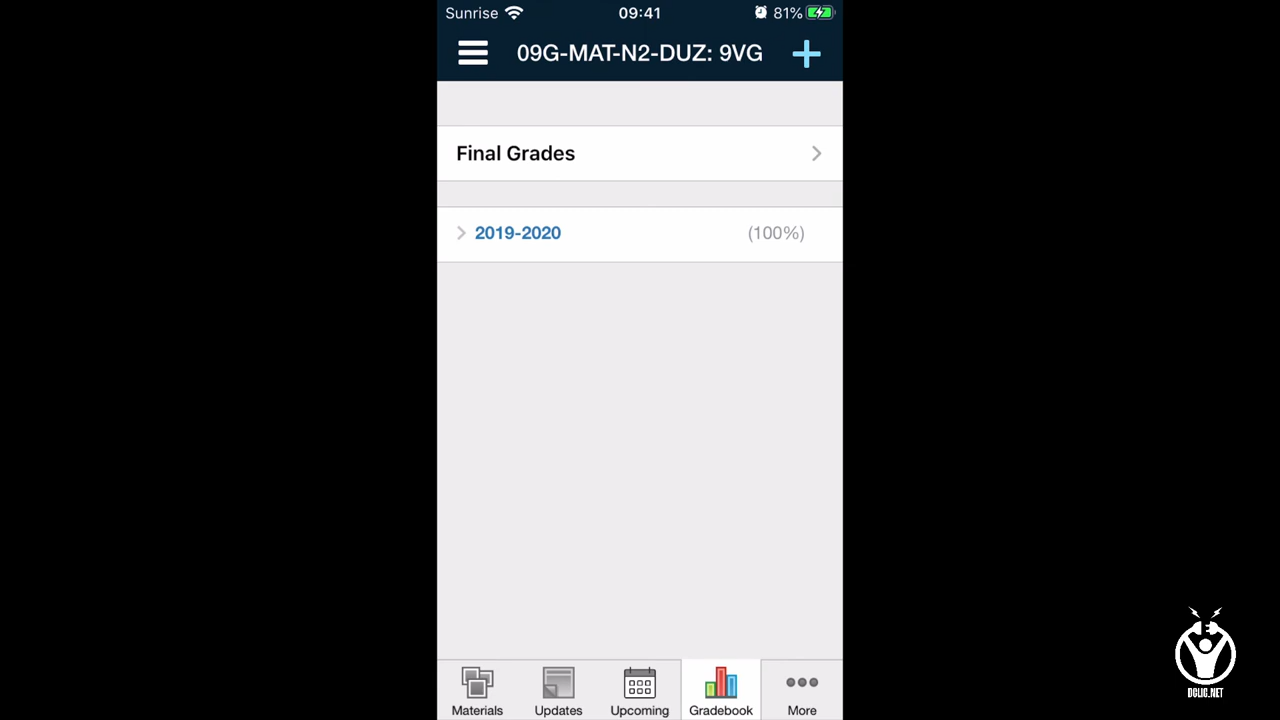 Sunrise 09:41 81%
09G-MAT-N2-DUZ: 9VG
Final Grades
2019-2020 (100%)
Materials Updates Upcoming Gradebook More
DGLIG.NET